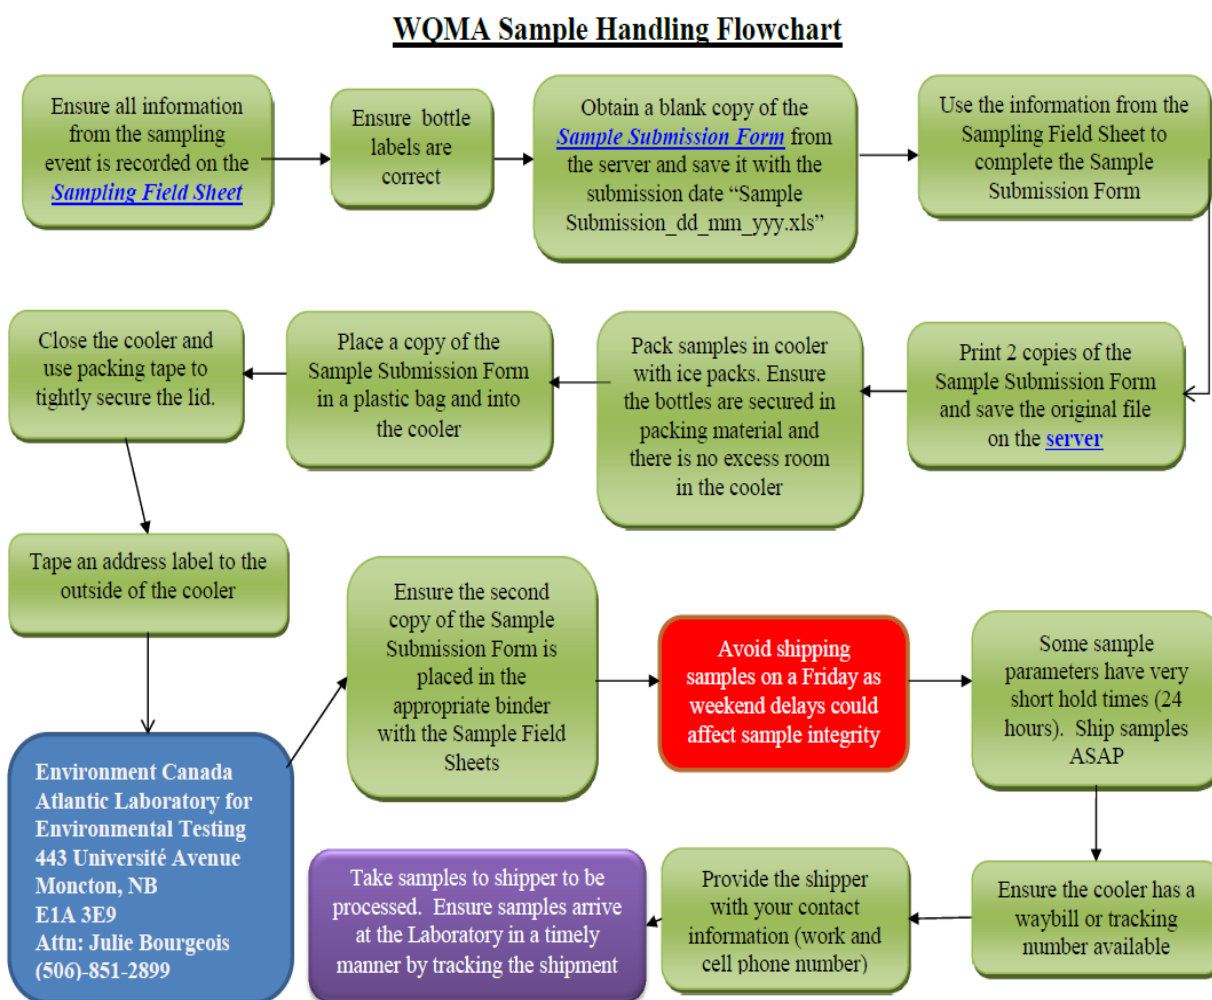 WQMA Sample Handling Flowchart
Ensure all information
from the sampling
event is recorded on the
Sampling Field Sheet
Ensure bottle
labels are
correct
Obtain a blank copy of the
Sample Submission Form from
the server and save it with the
submission date “Sample
Submission_dd_mm_yyy.xls”
Use the information from the
Sampling Field Sheet to
complete the Sample
Submission Form
Print 2 copies of the
Sample Submission Form
and save the original file
on the server
Pack samples in cooler
with ice packs. Ensure
the bottles are secured in
packing material and
there is no excess room
in the cooler
Place a copy of the
Sample Submission Form
in a plastic bag and into
the cooler
Close the cooler and
use packing tape to
tightly secure the lid.
Tape an address label to the
outside of the cooler
Environment Canada
Atlantic Laboratory for
Environmental Testing
443 Université Avenue
Moncton, NB
E1A 3E9
Attn: Julie Bourgeois
(506)-851-2899
Ensure the second
copy of the Sample
Submission Form is
placed in the
appropriate binder
with the Sample Field
Sheets
Avoid shipping
samples on a Friday as
weekend delays could
affect sample integrity
Some sample
parameters have very
short hold times (24
hours). Ship samples
ASAP
Ensure the cooler has a
waybill or tracking
number available
Provide the shipper
with your contact
information (work and
cell phone number)
Take samples to shipper to be
processed. Ensure samples arrive
at the Laboratory in a timely
manner by tracking the shipment